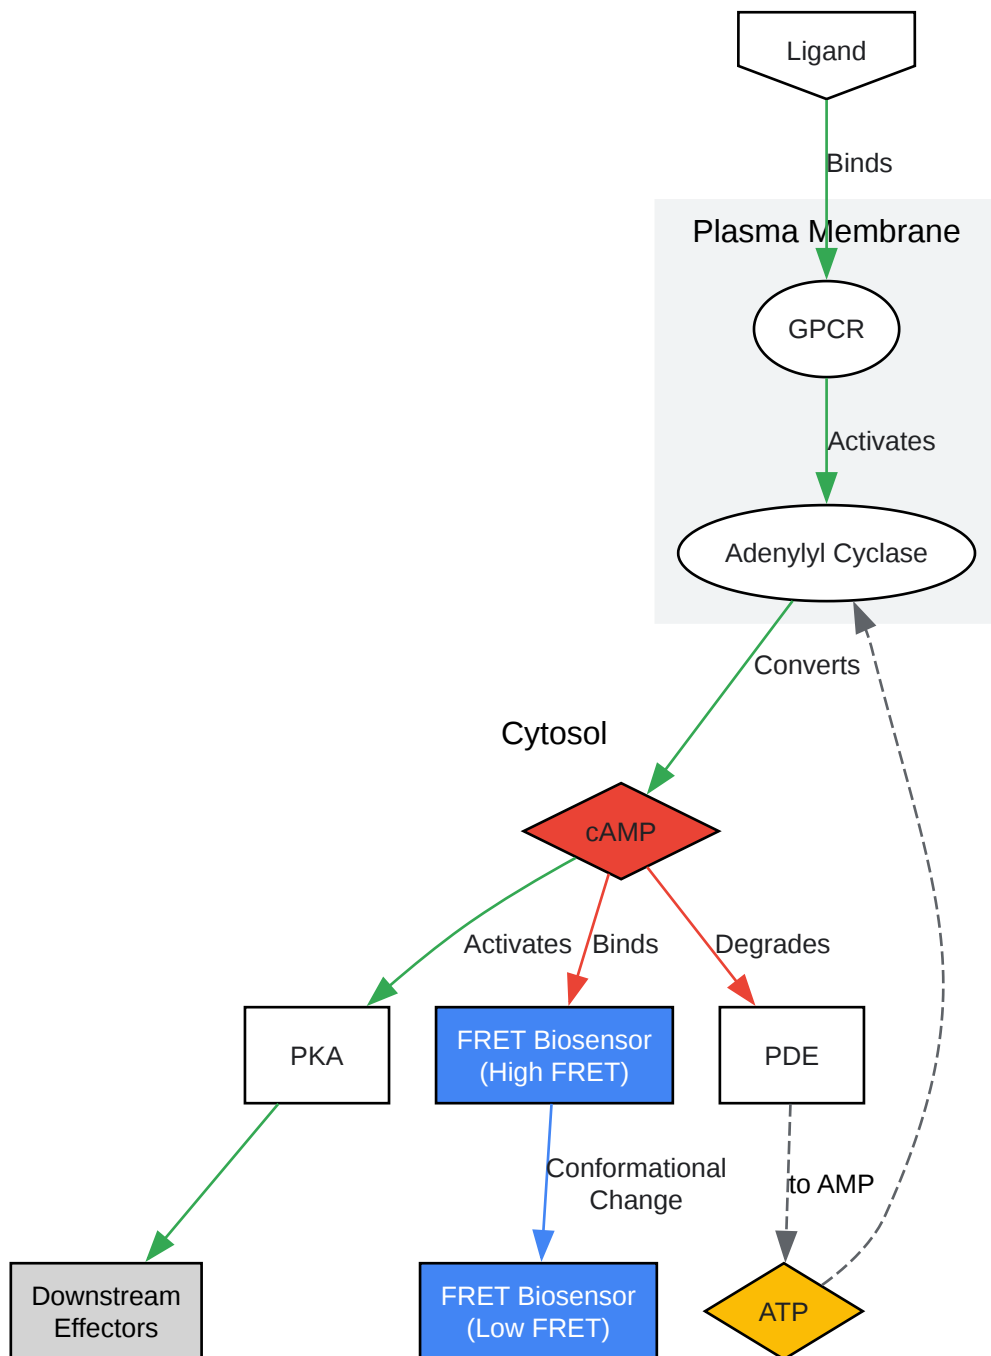 Ligand
Binds
Plasma Membrane
GPCR
Activates
Adenylyl Cyclase
Converts
Cytosol
cAMP
Activates
Binds
Degrades
PKA
FRET Biosensor
(High FRET)
PDE
Conformational
Change
to AMP
Downstream
Effectors
FRET Biosensor
(Low FRET)
ATP